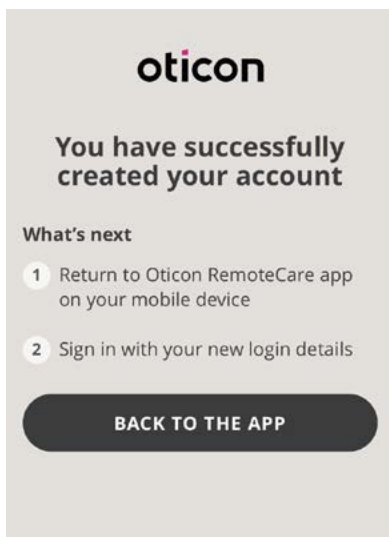 oticon
You have successfully
created your account
What's next
1 Return to Oticon RemoteCare app
on your mobile device
2 Sign in with your new login details
BACK TO THE APP